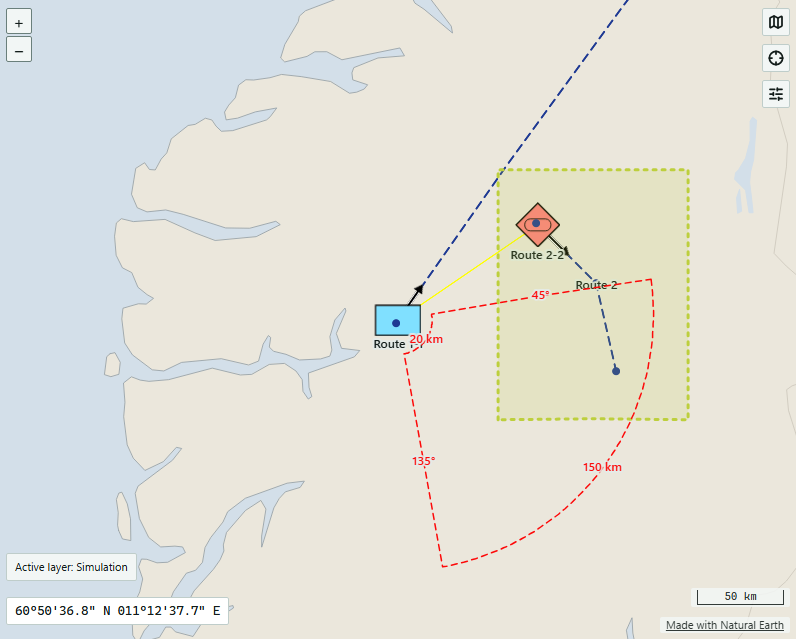 +
−
Route 2-2
Route 2
45°
Route
20 km
135°
150 km
Active layer: Simulation
60°50'36.8" N 011°12'37.7" E
50 km
Made with Natural Earth